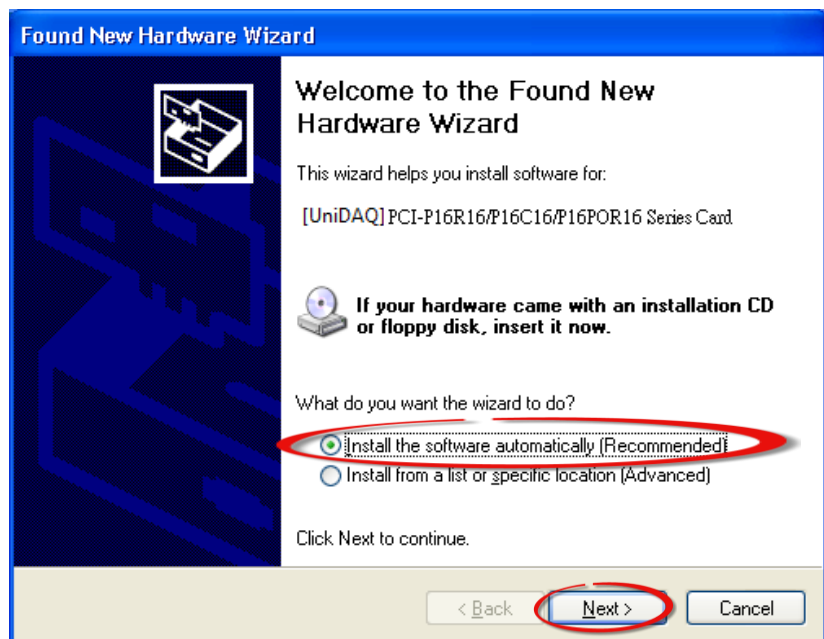 Found New Hardware Wizard
Welcome to the Found New
Hardware Wizard
This wizard helps you install software for:
[UniDAQ] PCI-P16R16/P16C16/P16POR16 Series Card
If your hardware came with an installation CD
or floppy disk, insert it now.
What do you want the wizard to do?
Install the software automatically (Recommended)
Install from a list or specific location (Advanced)
Click Next to continue.
< Back
Next >
Cancel